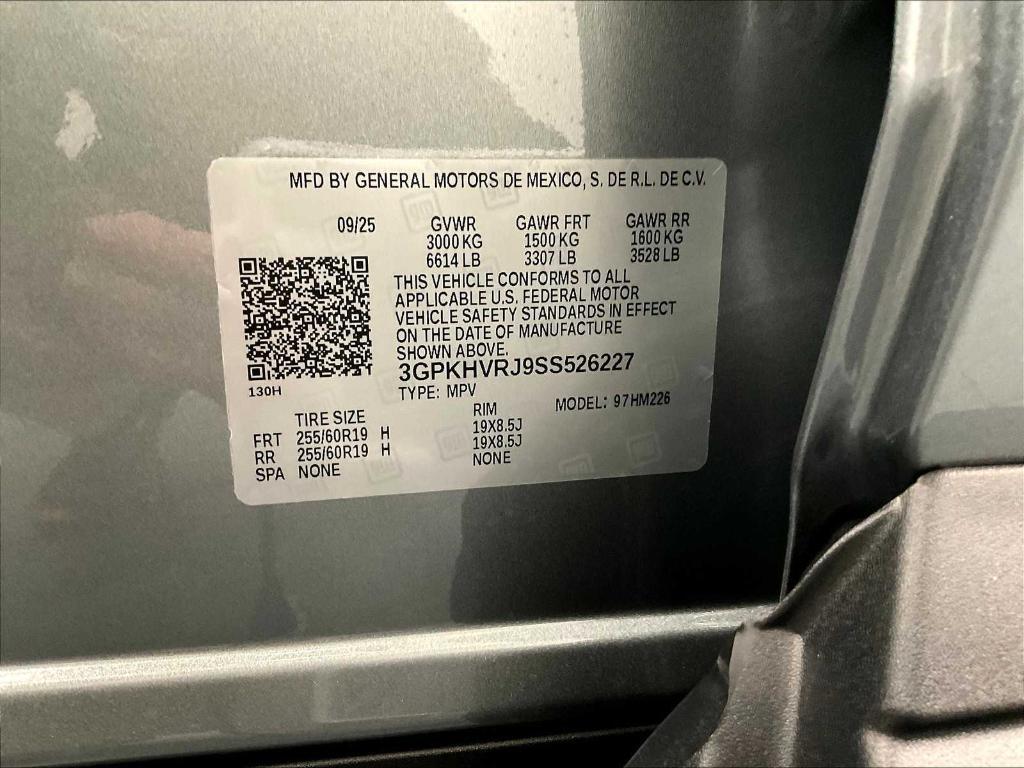 MFD BY GENERAL MOTORS DE MEXICO, S. DE R.L. DE C.V.
09/25 GVWR GAWR FRT GAWR RR
3000 KG 1500 KG 1600 KG
6614 LB 3307 LB 3528 LB
THIS VEHICLE CONFORMS TO ALL
APPLICABLE U.S. FEDERAL MOTOR
VEHICLE SAFETY STANDARDS IN EFFECT
ON THE DATE OF MANUFACTURE
SHOWN ABOVE.
3GPKHVRJ9SS526227
130H TYPE: MPV
TIRE SIZE RIM MODEL: 97HM226
FRT 255/60R19 H 19X8.5J
RR 255/60R19 H 19X8.5J
SPA NONE NONE